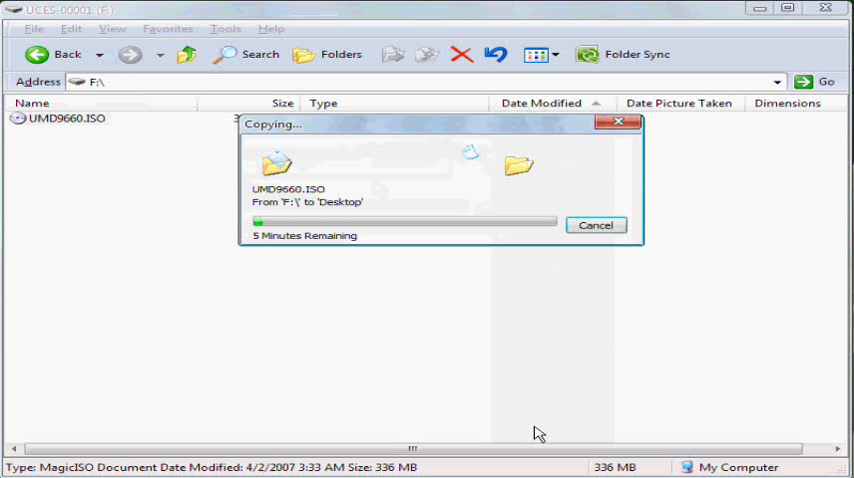 UCES-00001 (F:)
File Edit View Favorites Tools Help
Back Search Folders Folder Sync
Address F:\ Go
Name Size Type Date Modified Date Picture Taken Dimensions
UMD9660.ISO
Copying...
UMD9660.ISO
From 'F:\' to 'Desktop'
Cancel
5 Minutes Remaining
Type: MagicISO Document Date Modified: 4/2/2007 3:33 AM Size: 336 MB 336 MB My Computer